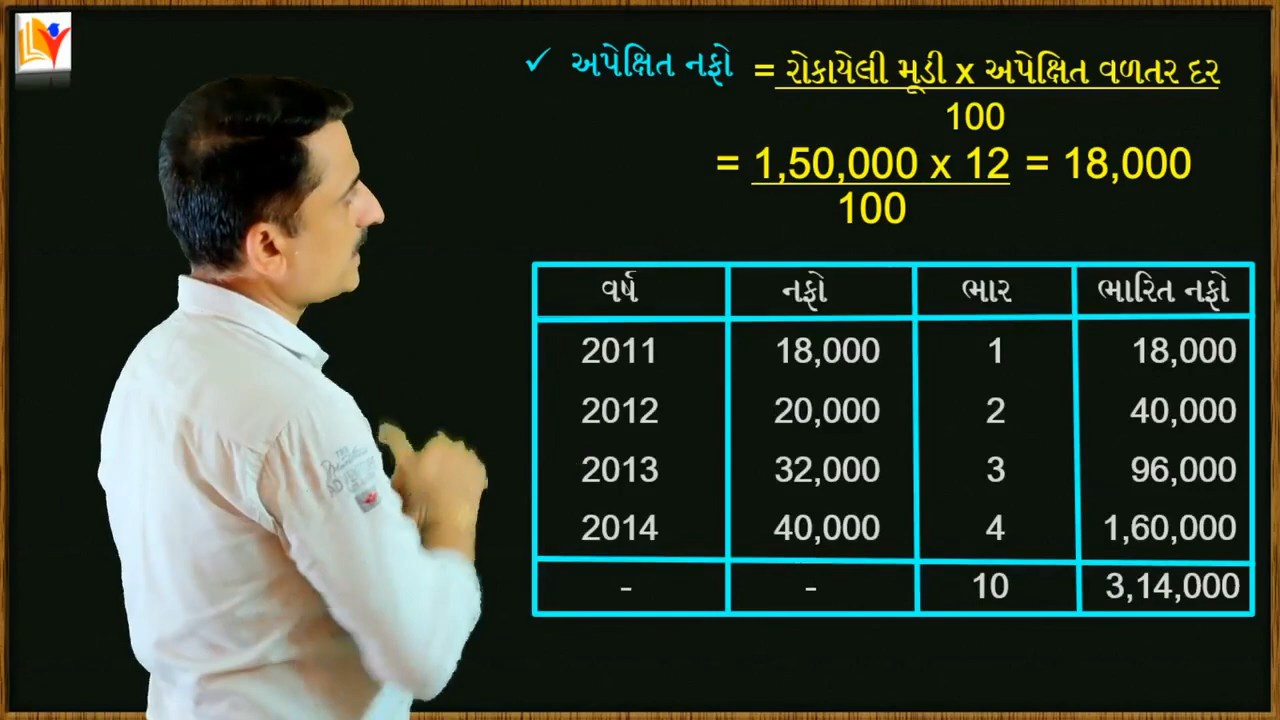 ✓ અપેક્ષિત નફો = રોકાયેલી મૂડી x અપેક્ષિત વળતર દર
100
= 1,50,000 x 12 = 18,000
100
વર્ષ નફો ભાર ભારિત નફો
2011 18,000 1 18,000
2012 20,000 2 40,000
2013 32,000 3 96,000
2014 40,000 4 1,60,000
- - 10 3,14,000